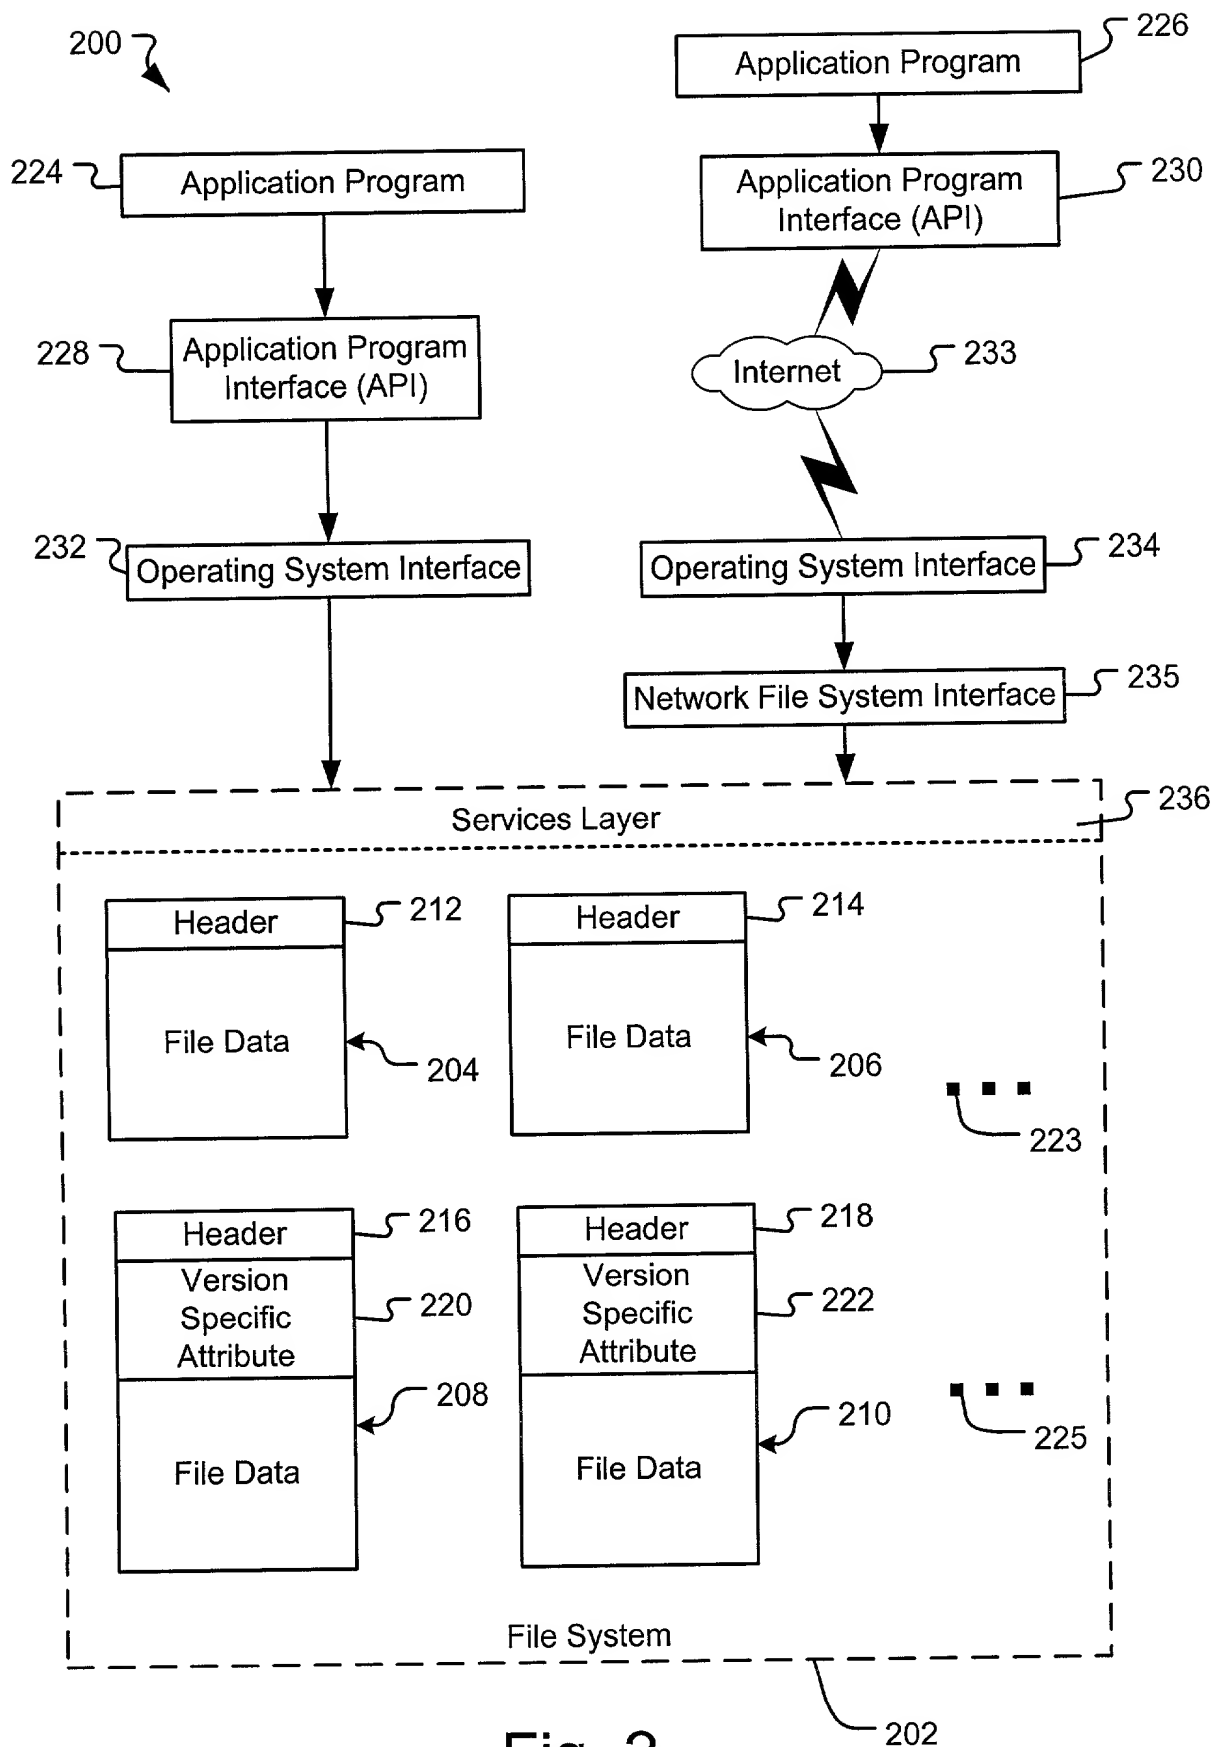 200
226
Application Program
224
Application Program
Application Program
Interface (API)
230
228
Application Program
Interface (API)
Internet
233
232
Operating System Interface
Operating System Interface
234
Network File System Interface
235
Services Layer
236
Header
212
Header
214
File Data
204
File Data
206
223
Header
216
Header
218
Version
Specific
Attribute
220
Version
Specific
Attribute
222
208
210
File Data
File Data
225
File System
202